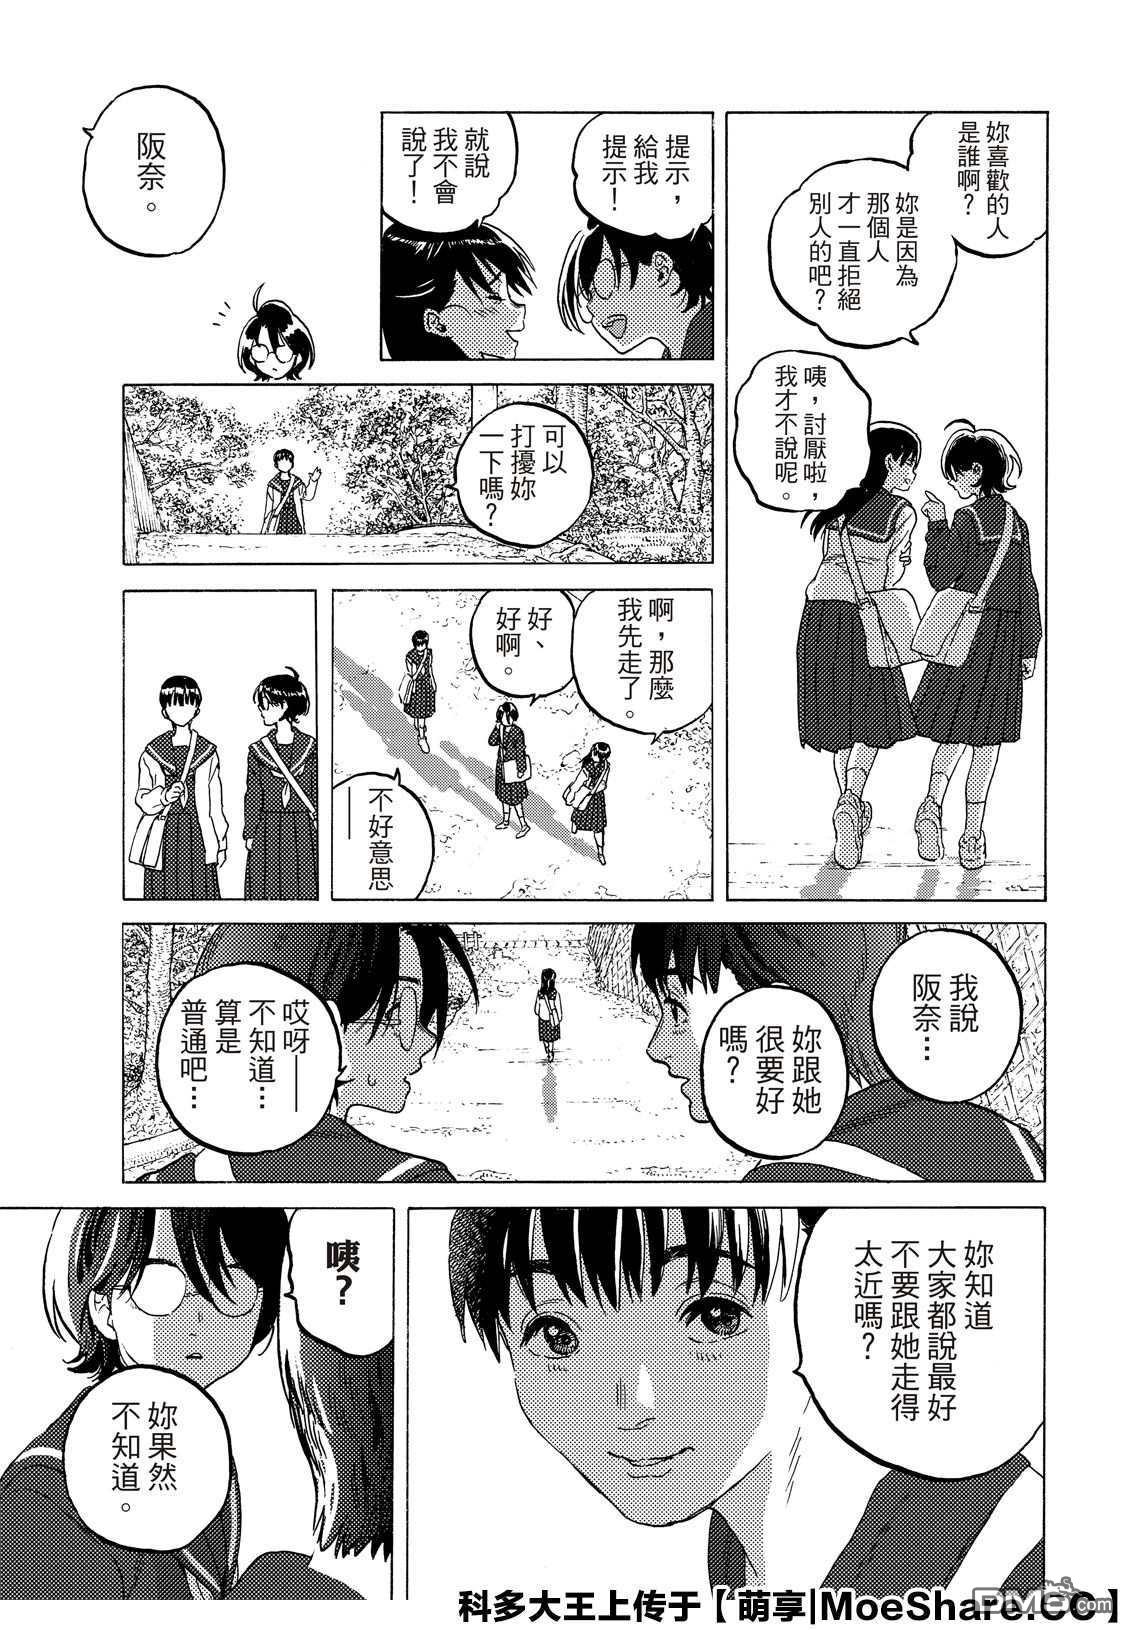 妳喜歡的人
是誰啊？
妳是因為
那個人
才一直拒絕
別人的吧？
咦，討厭啦，
我才不說呢。
提示，
給我
提示！
就說
我不會
說了！
阪奈。
可以
打擾妳
一下嗎？
啊，那麼
我先走了。
好、
好啊。
不好意思
——
我說
阪奈…
妳跟她
很要好
嗎？
哎呀——
不知道…
算是
普通吧…
妳知道
大家都說最好
不要跟她走得
太近嗎？
咦？
妳果然
不知道。
科多大王上传于【萌享|MoeShare.CC】